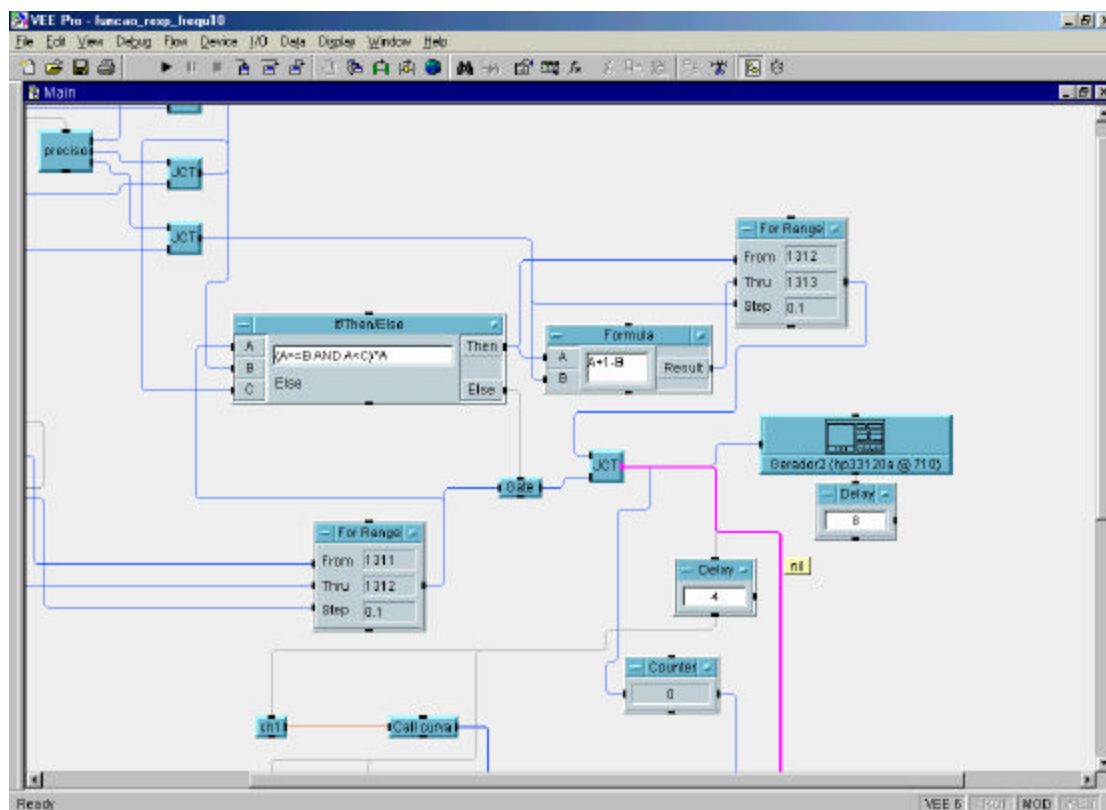 VEE Pro - funcao_resp_frequ10
File Edit View Debug Flow Device I/O Data Display Window Help
Main
preciso
JCT
JCT
For Range
From 1312
Thru 1313
Step 0.1
If/Then/Else
A
B
C
(A>=B AND A<C)*A
Else
Then
Else
Formula
A
B
A+1-B
Result
JCT
Gerador2 (hp33120a @ 710)
Gate
Delay
8
For Range
From 1311
Thru 1312
Step 0.1
nil
Delay
4
Counter
0
ch1
Call curva
Ready
VEE 6
MOD